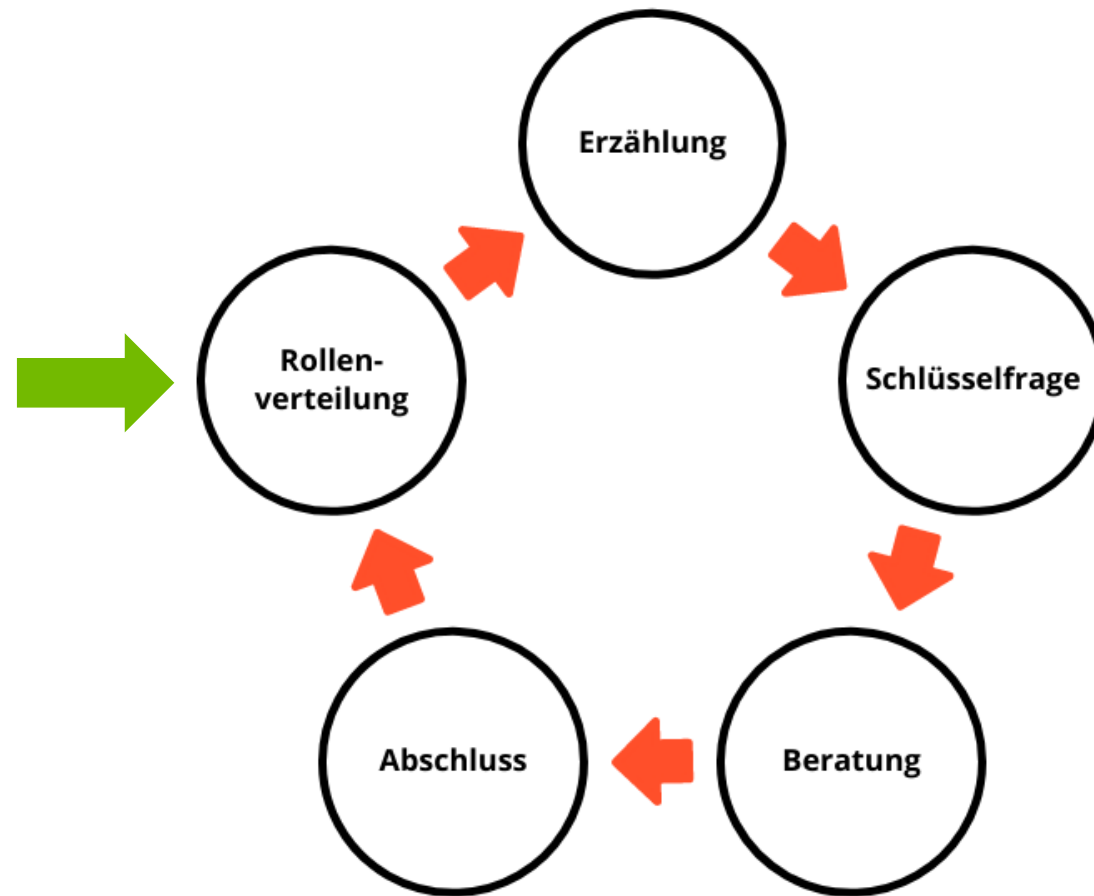 Erzählung
Rollen-
verteilung
Schlüsselfrage
Abschluss
Beratung